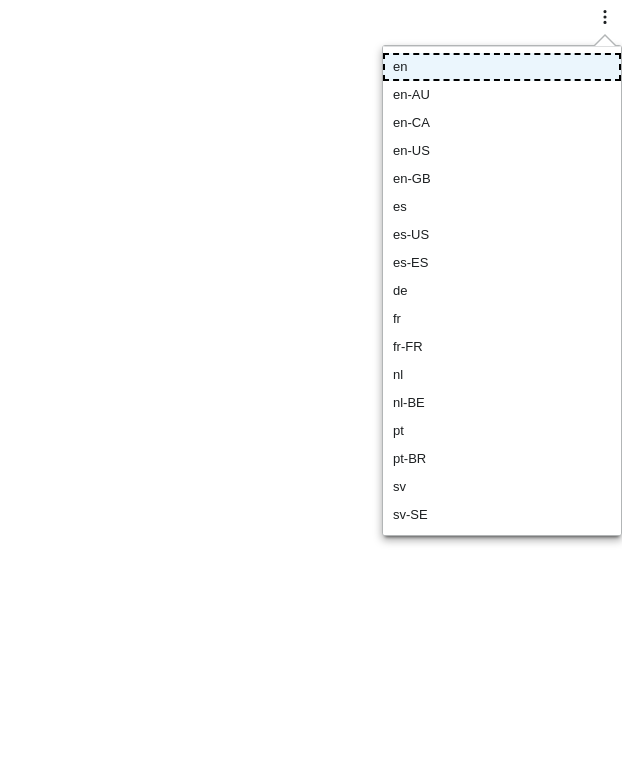 en
en-AU
en-CA
en-US
en-GB
es
es-US
es-ES
de
fr
fr-FR
nl
nl-BE
pt
pt-BR
sv
sv-SE